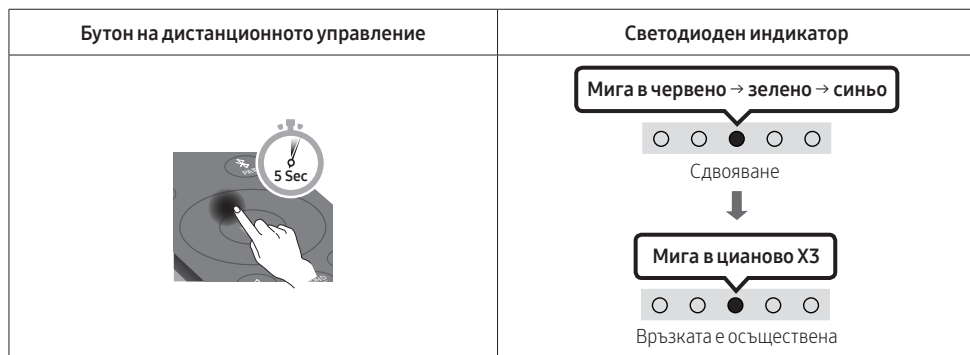 Бутон на дистанционното управление
Светодиоден индикатор
5 Sec
Мига в червено → зелено → синьо
Сдвояване
Мига в цианово X3
Връзката е осъществена